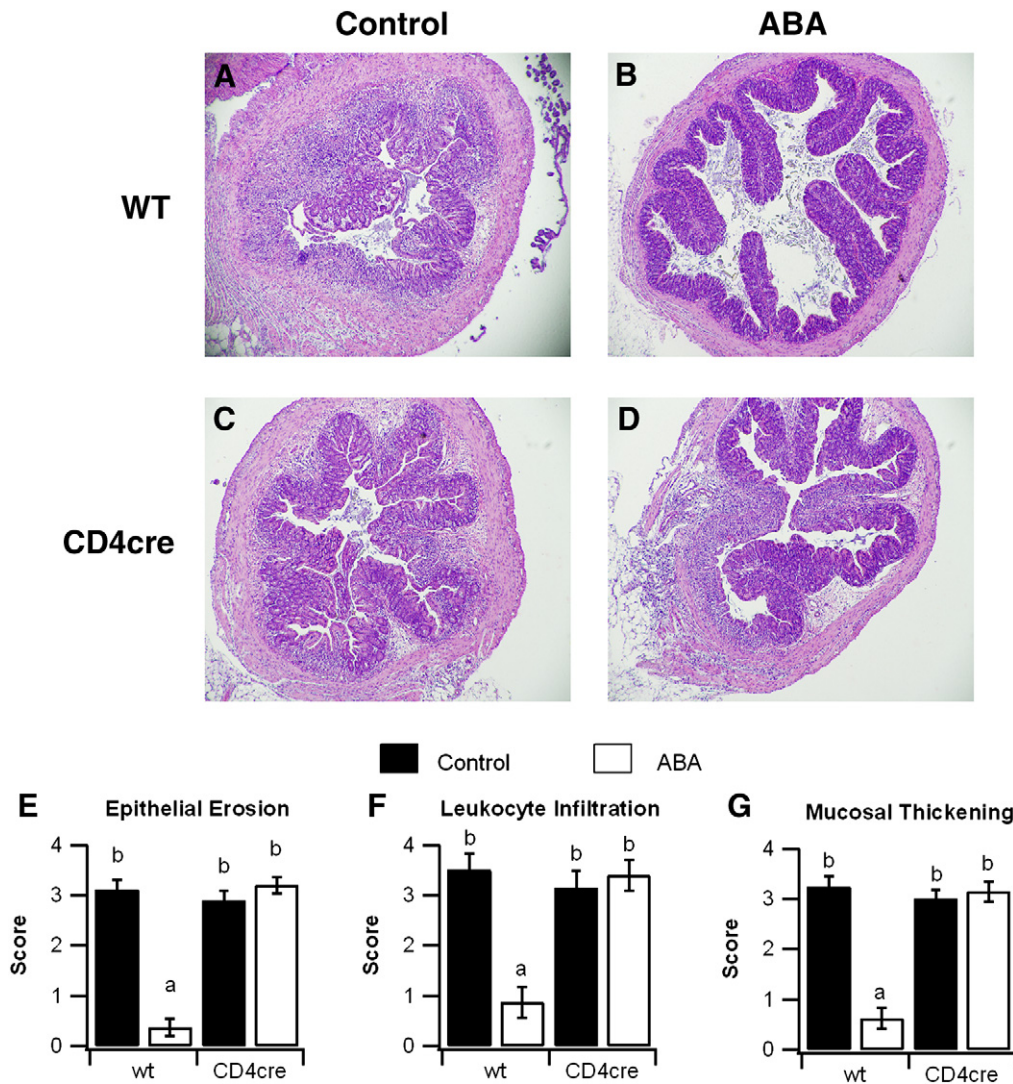 Control ABA
WT
A B
CD4cre
C D
Control ABA
E Epithelial Erosion
Score
4
3
2
1
0
b
a
b
b
wt CD4cre
F Leukocyte Infiltration
Score
4
3
2
1
0
b
a
b
b
wt CD4cre
G Mucosal Thickening
Score
4
3
2
1
0
b
a
b
b
wt CD4cre